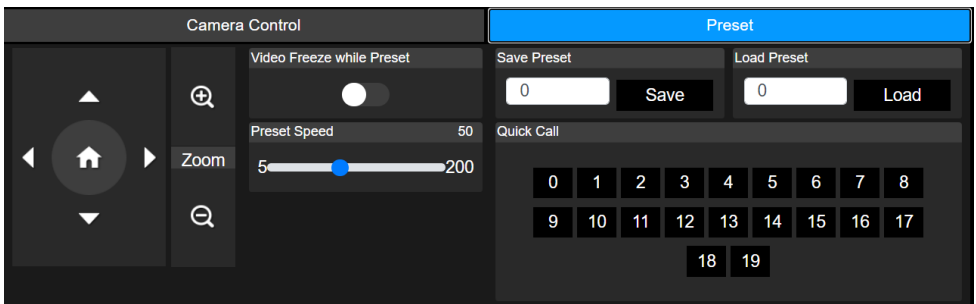 Camera Control
Preset
Video Freeze while Preset
Save Preset
Load Preset
0
Save
0
Load
Preset Speed 50
Quick Call
Zoom
5 200
0 1 2 3 4 5 6 7 8
9 10 11 12 13 14 15 16 17
18 19